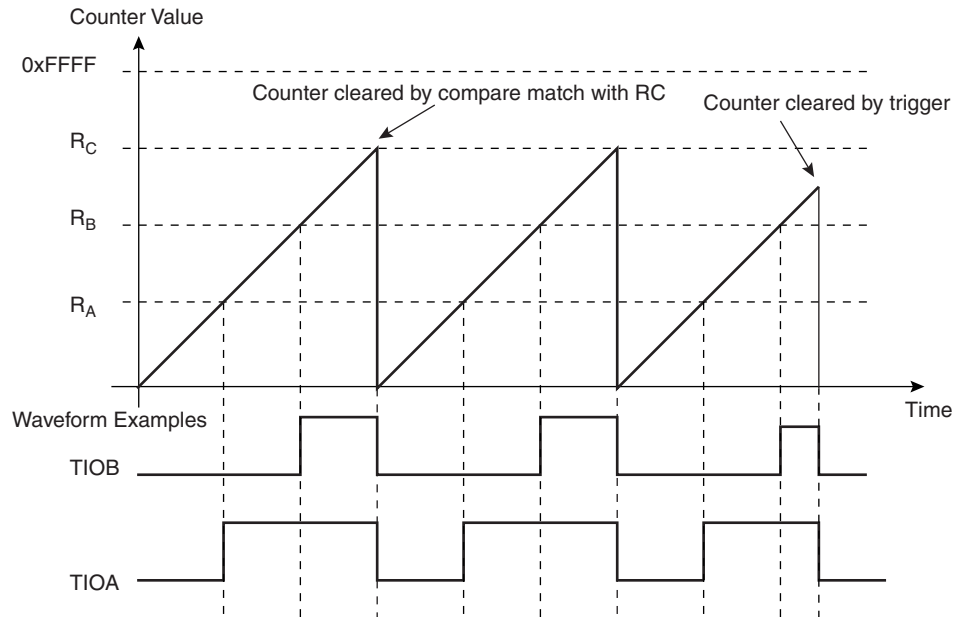 Counter Value
0xFFFF
Counter cleared by compare match with RC
Counter cleared by trigger
RC
RB
RA
Time
Waveform Examples
TIOB
TIOA